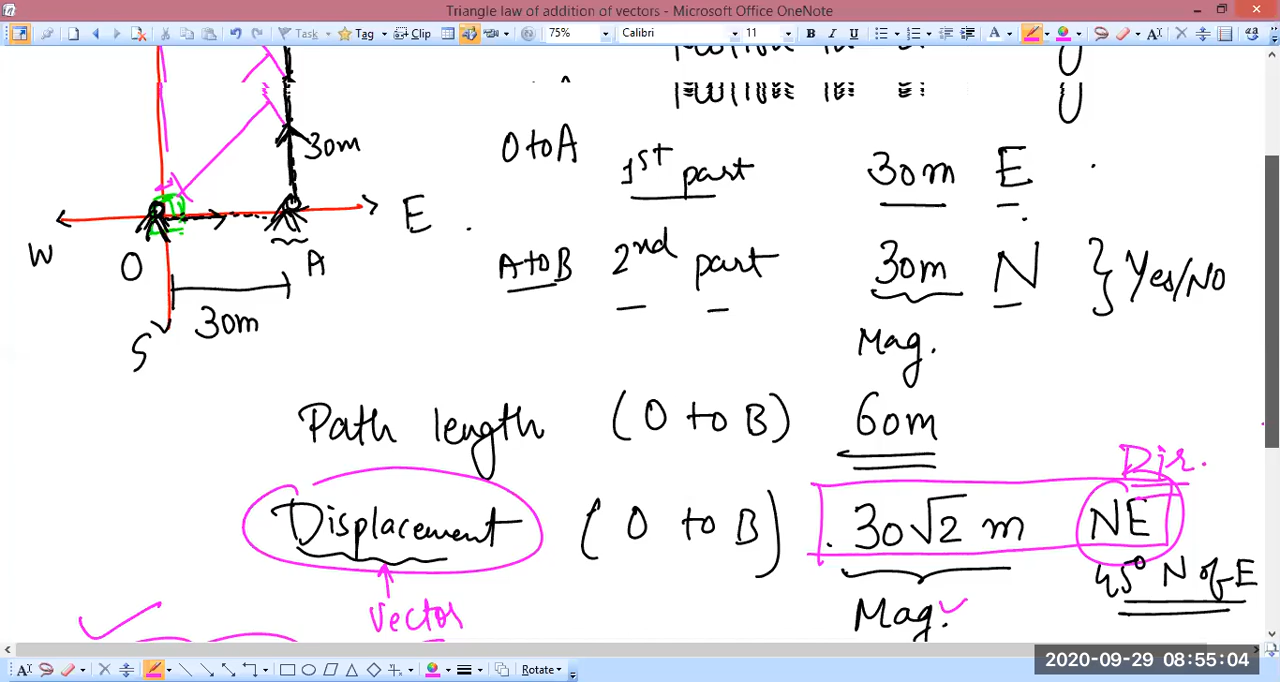 Triangle law of addition of vectors - Microsoft Office OneNote
Task Tag Clip 75% Calibri 11 B I U
30m
W O A E
30m
S
O to A 1st part 30m E
A to B 2nd part 30m N } Yes/No
Mag.
Path length (O to B) 60m
Dir.
Displacement (O to B) 30√2 m NE
45° N of E
Vector Mag.
Rotate
2020-09-29 08:55:04